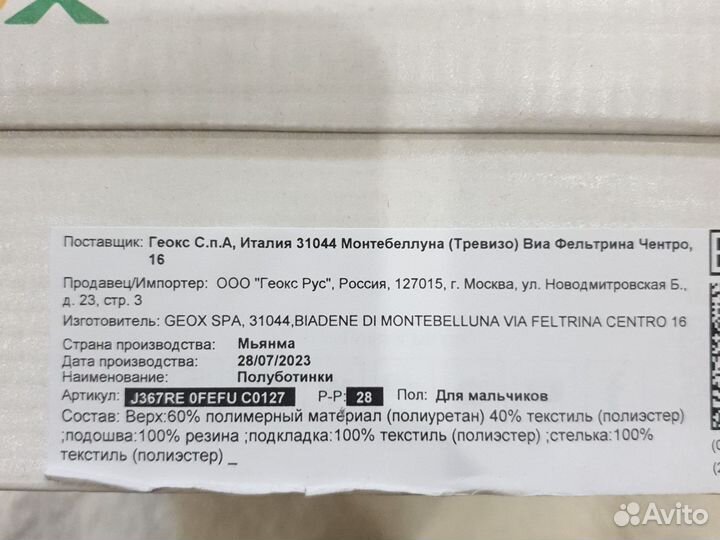 Поставщик: Геокс С.п.А, Италия 31044 Монтебеллуна (Тревизо) Виа Фельтрина Чентро,
16
Продавец/Импортер: ООО "Геокс Рус", Россия, 127015, г. Москва, ул. Новодмитровская Б.,
д. 23, стр. 3
Изготовитель: GEOX SPA, 31044,BIADENE DI MONTEBELLUNA VIA FELTRINA CENTRO 16
Страна производства: Мьянма
Дата производства: 28/07/2023
Наименование: Полуботинки
Артикул: J367RE 0FEFU C0127 Р-Р: 28 Пол: Для мальчиков
Состав: Верх:60% полимерный материал (полиуретан) 40% текстиль (полиэстер)
;подошва:100% резина ;подкладка:100% текстиль (полиэстер) ;стелька:100%
текстиль (полиэстер) _
Avito